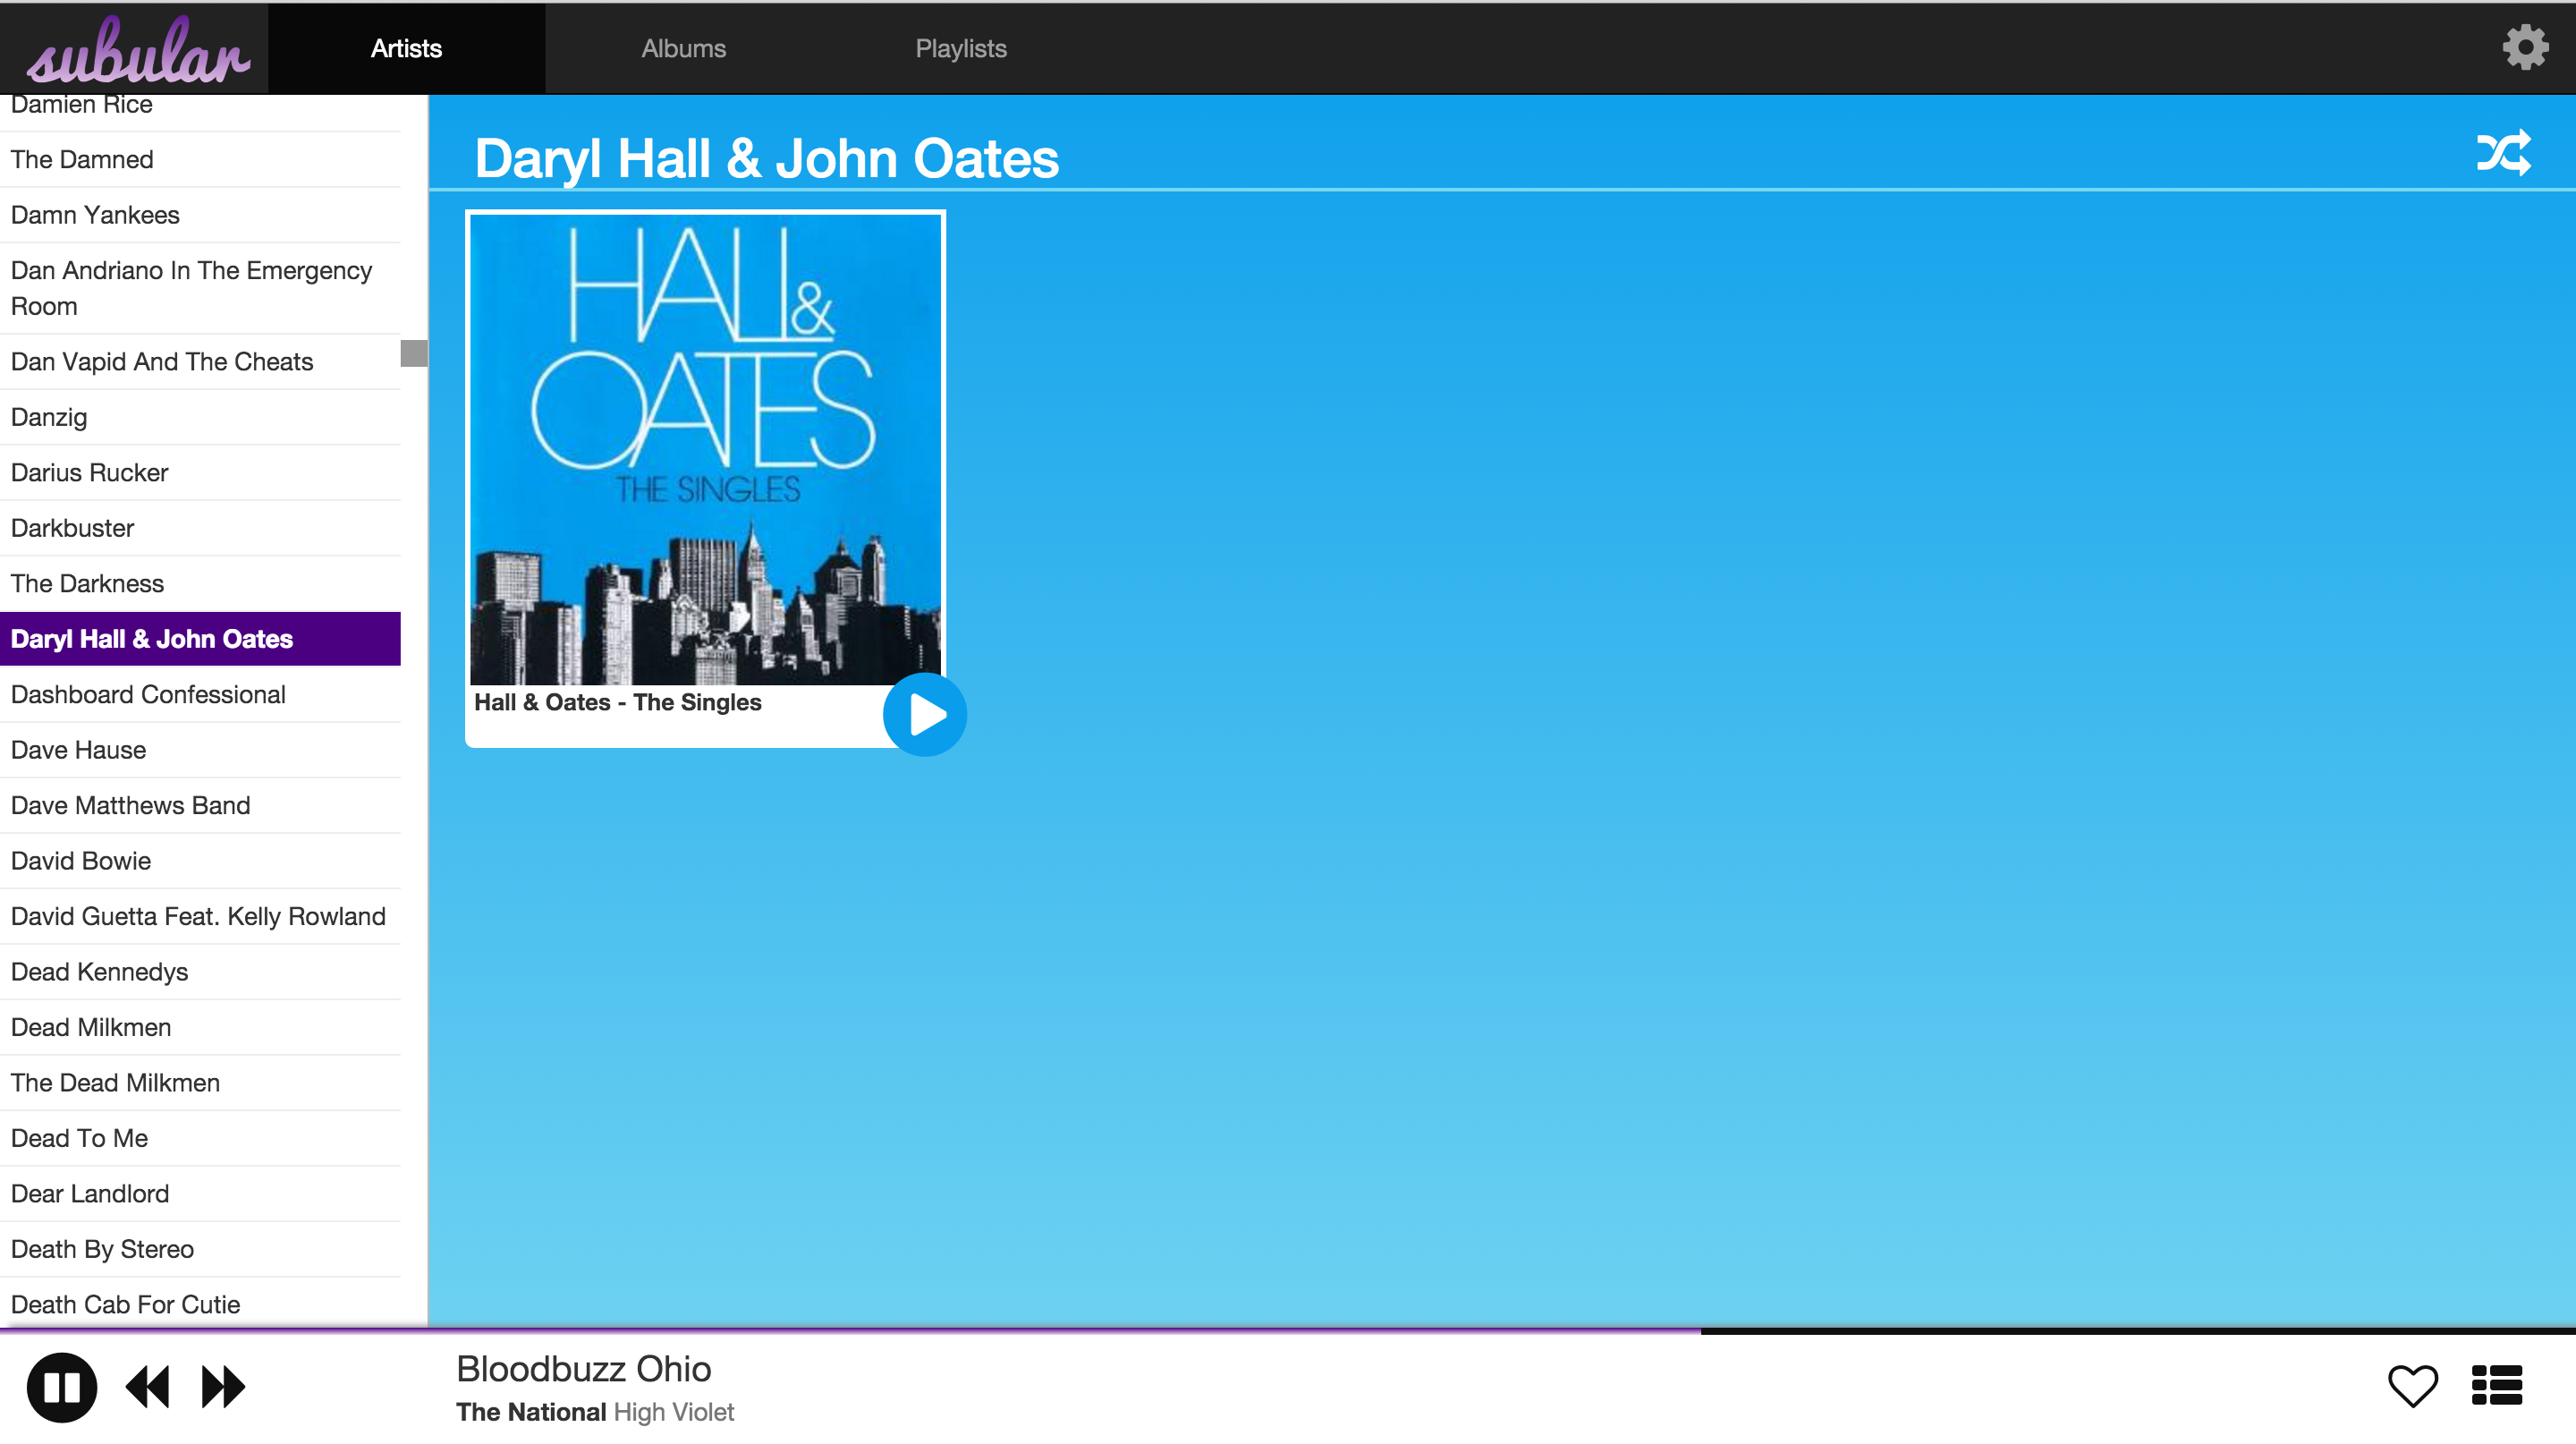 subular
Artists
Albums
Playlists
Damien Rice
The Damned
Damn Yankees
Dan Andriano In The Emergency
Room
Dan Vapid And The Cheats
Danzig
Darius Rucker
Darkbuster
The Darkness
Daryl Hall & John Oates
Dashboard Confessional
Dave Hause
Dave Matthews Band
David Bowie
David Guetta Feat. Kelly Rowland
Dead Kennedys
Dead Milkmen
The Dead Milkmen
Dead To Me
Dear Landlord
Death By Stereo
Death Cab For Cutie
Daryl Hall & John Oates
HALL &
OATES
THE SINGLES
Hall & Oates - The Singles
Bloodbuzz Ohio
The National High Violet